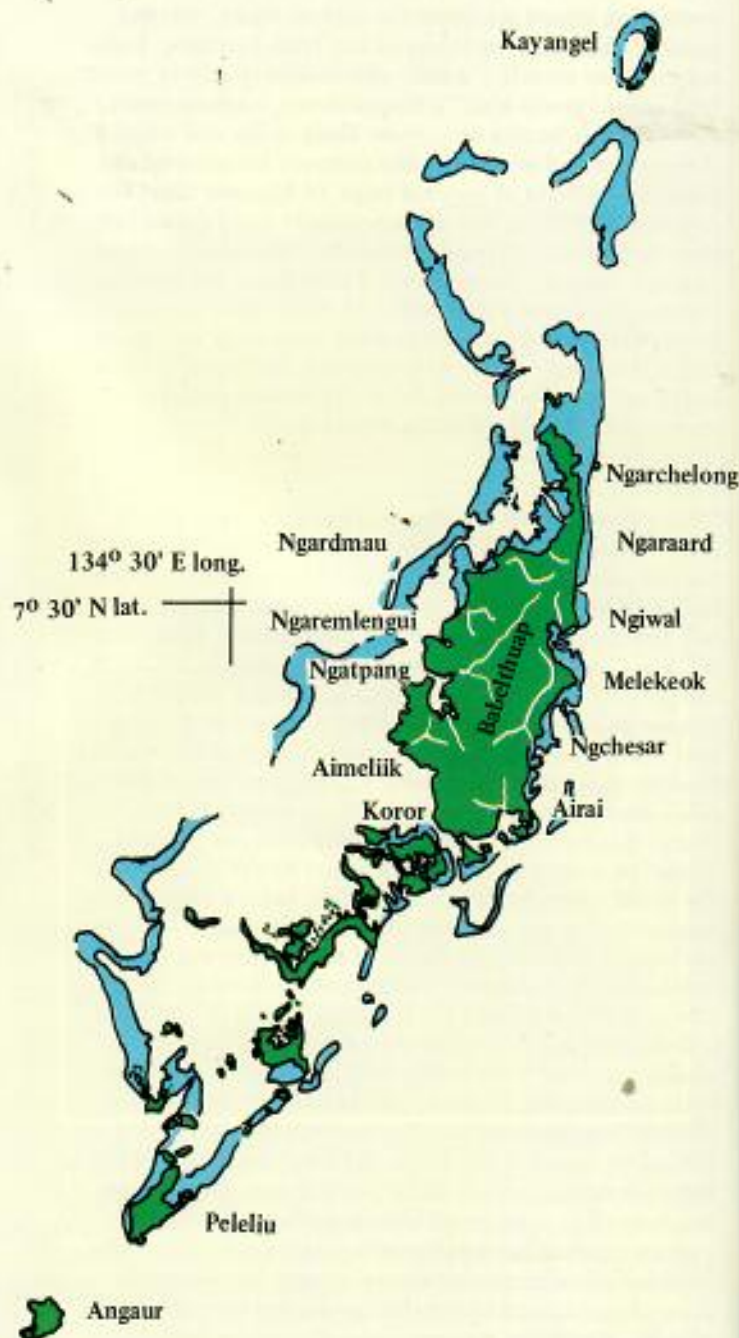 Kayangel
Ngarchelong
Ngardmau
Ngaraard
134° 30' E long.
7° 30' N lat.
Ngaremlengui
Ngiwal
Ngatpang
Babelthuap
Melekeok
Ngchesar
Aimeliik
Koror
Airai
Peleliu
Angaur